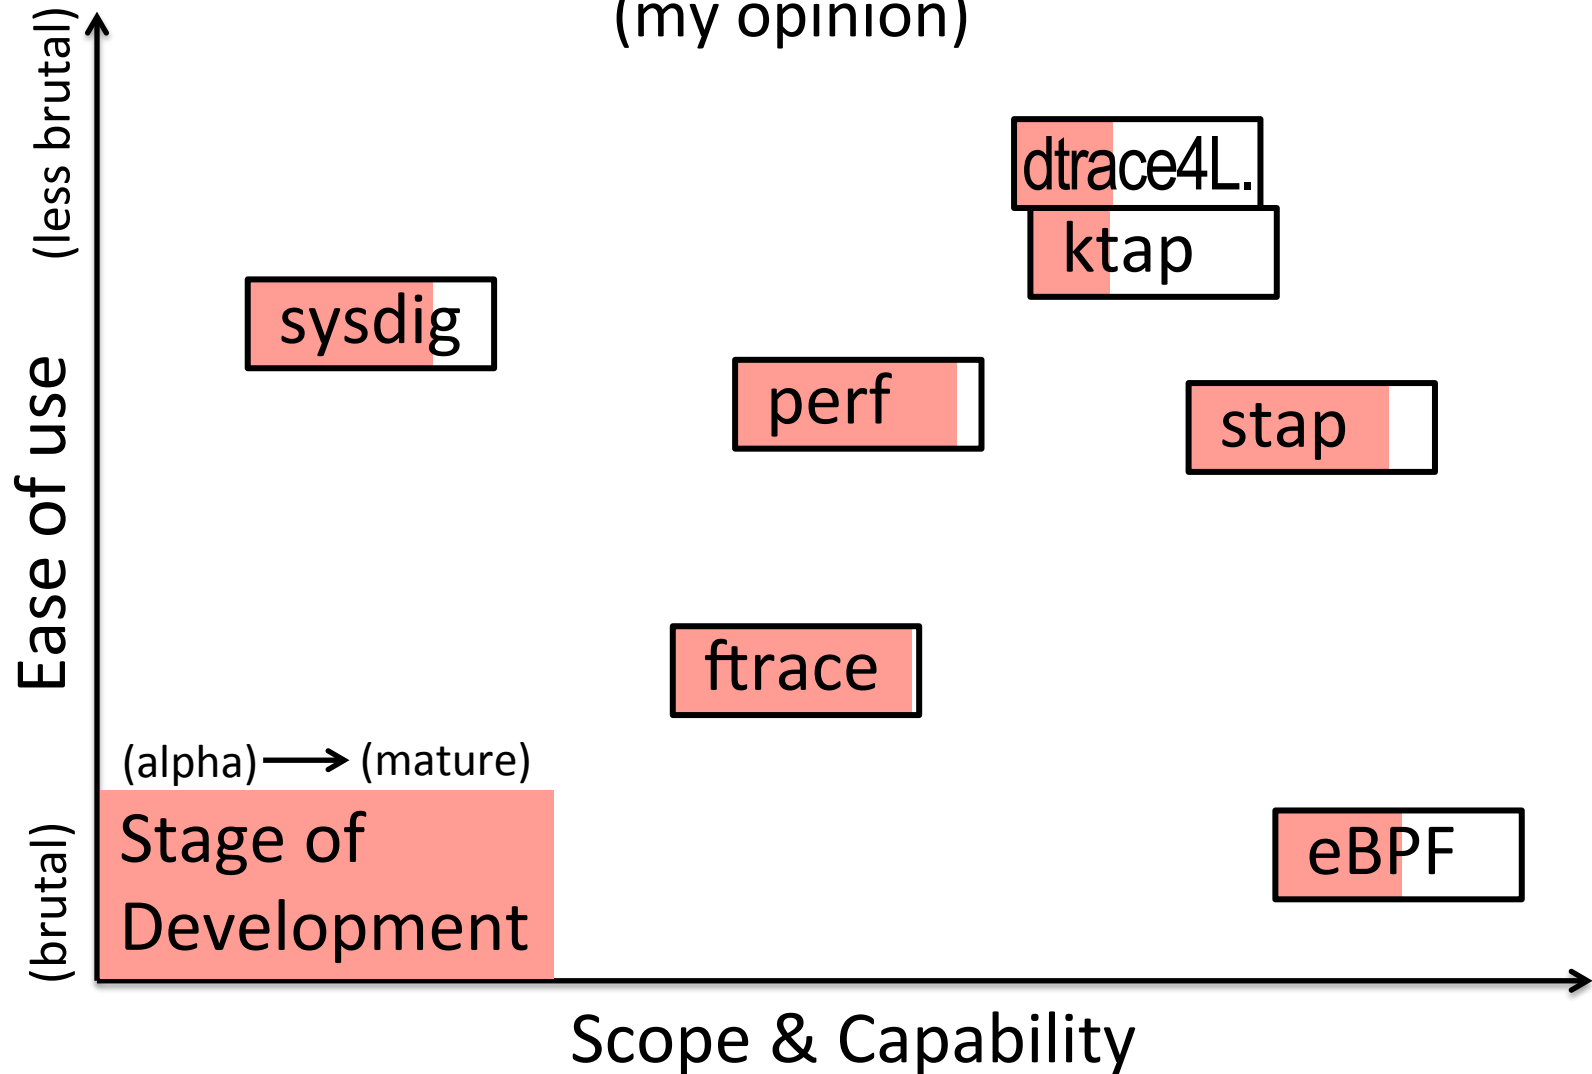 (my opinion)
(less brutal)
dtrace4L.
ktap
sysdig
perf
stap
Ease of use
ftrace
(alpha) (mature)
Stage of
Development
eBPF
(brutal)
Scope & Capability